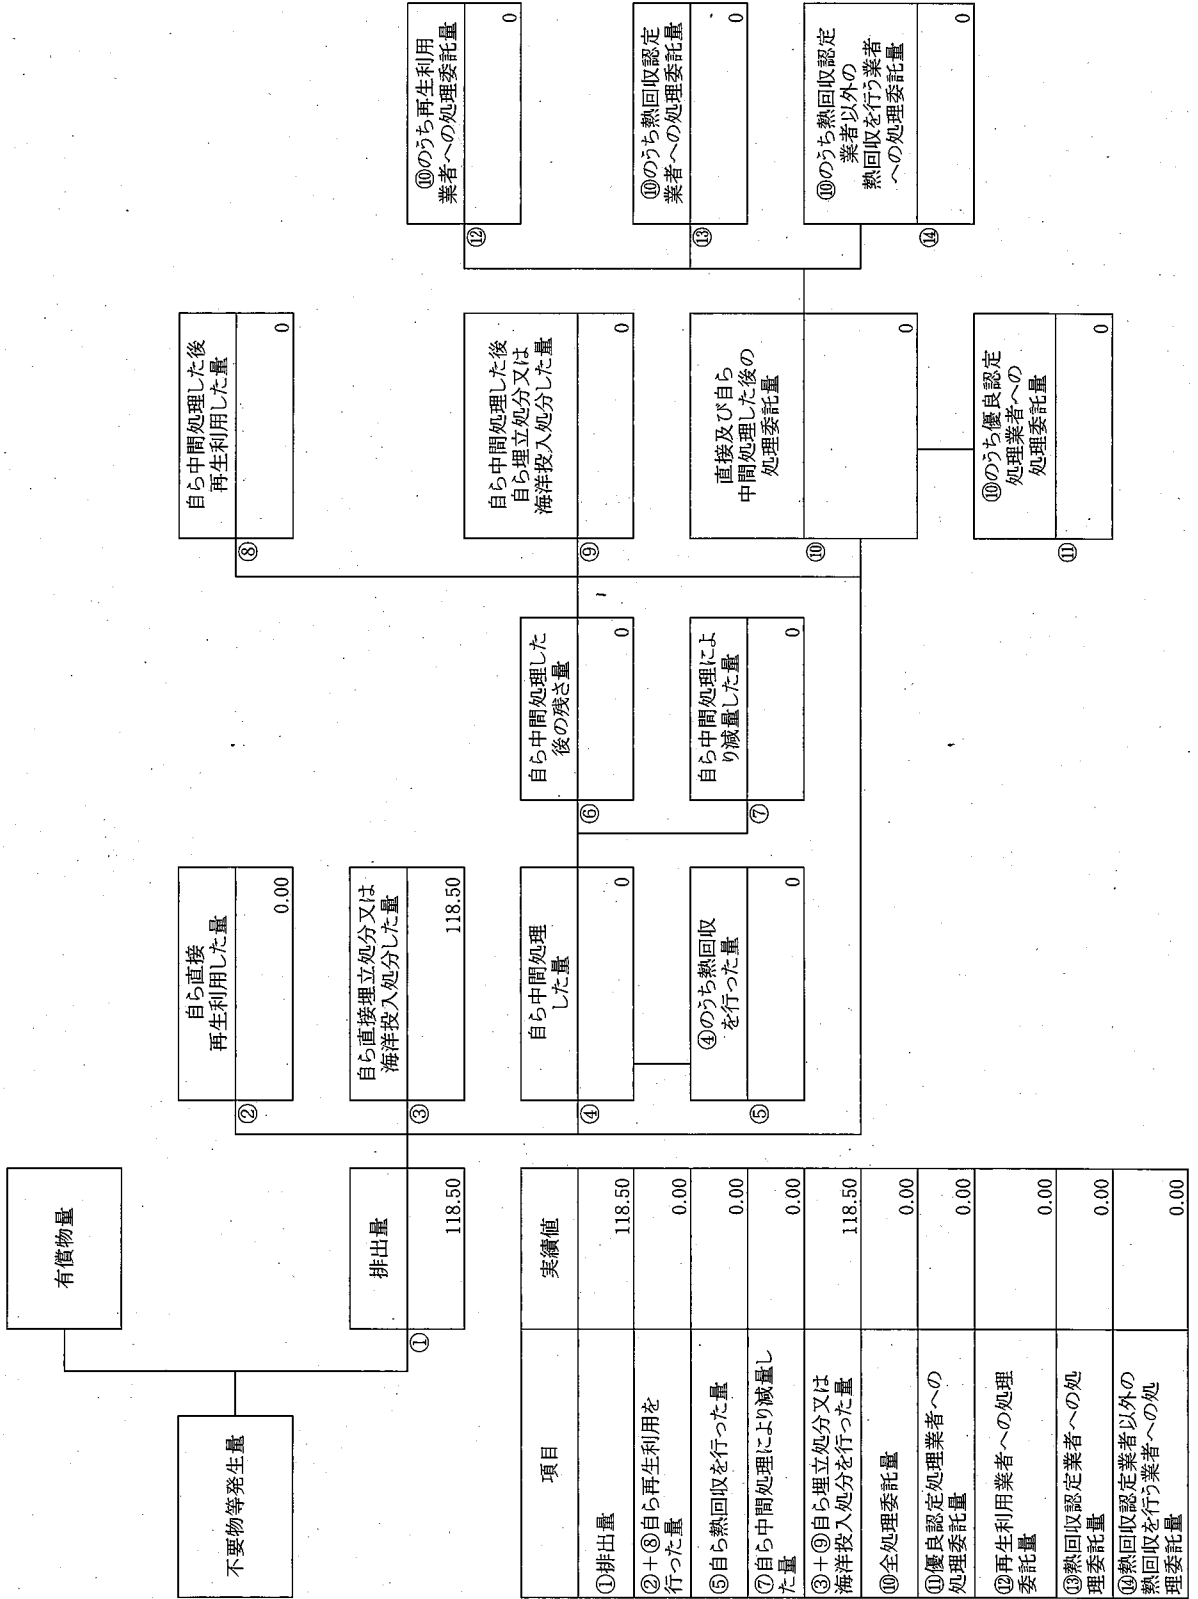 不要物等発生量
有償物量
①
排出量
118.50
②
自ら直接
再生利用した量
0.00
③
自ら直接埋立処分又は
海洋投入処分した量
118.50
④
自ら中間処理
した量
0
⑤
④のうち熱回収
を行った量
0
⑥
自ら中間処理した
後の残さ量
0
⑦
自ら中間処理によ
り減量した量
0
⑧
自ら中間処理した後
再生利用した量
0
⑨
自ら中間処理した後
自ら埋立処分又は
海洋投入処分した量
0
⑩
直接及び自ら
中間処理した後の
処理委託量
0
⑪
⑩のうち優良認定
処理業者への
処理委託量
0
⑫
⑩のうち再生利用
業者への処理委託量
0
⑬
⑩のうち熱回収認定
業者への処理委託量
0
⑭
⑩のうち熱回収認定
業者以外の
熱回収を行う業者
への処理委託量
0
項目 実績値
①排出量 118.50
②+⑧自ら再生利用を
行った量 0.00
⑤自ら熱回収を行った量 0.00
⑦自ら中間処理により減量し
た量 0.00
③+⑨自ら埋立処分又は
海洋投入処分を行った量 118.50
⑩全処理委託量 0.00
⑪優良認定処理業者への
処理委託量 0.00
⑫再生利用業者への処理
委託量 0.00
⑬熱回収認定業者への処
理委託量 0.00
⑭熱回収認定業者以外の
熱回収を行う業者への処
理委託量 0.00